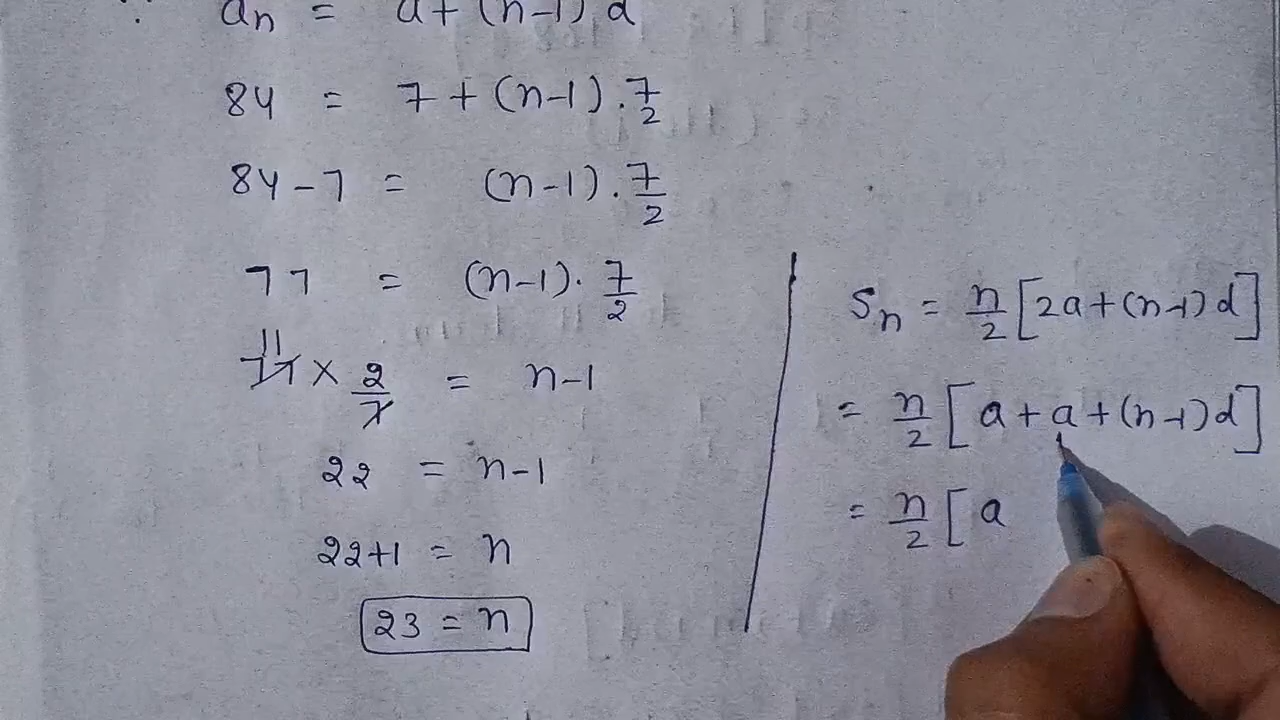 ∴ an = a + (n-1) d
84 = 7 + (n-1) . 7/2
84 - 7 = (n-1) . 7/2
77 = (n-1) . 7/2
11
77 × 2/7 = n-1
22 = n-1
22+1 = n
23 = n
Sn = n/2 [2a + (n-1) d]
= n/2 [a + a + (n-1) d]
= n/2 [a